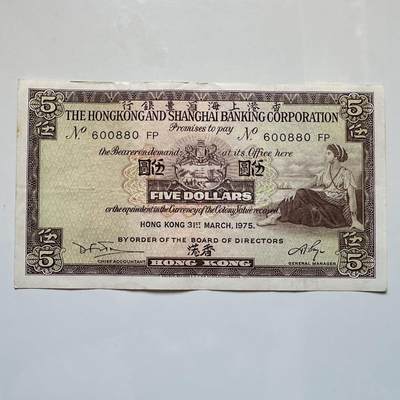 行銀豐滙海上港香
5 THE HONGKONG AND SHANGHAI BANKING CORPORATION 5
伍 Promises to pay 伍
Nº 600880 FP Nº 600880 FP
the Bearer on demand at its Office here
圓 伍
FIVE DOLLARS
or the equivalent in the Currency of the Colony Value received
HONG KONG 31ST MARCH, 1975.
BY ORDER OF THE BOARD OF DIRECTORS
伍 伍
5 CHIEF ACCOUNTANT GENERAL MANAGER 5
HONG KONG